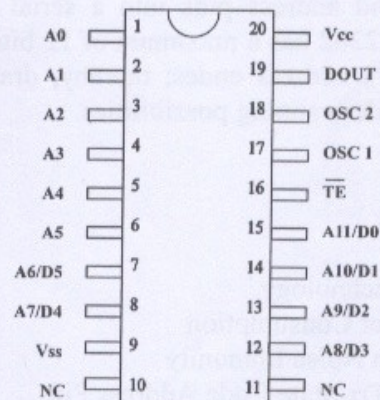 A0 1 20 Vcc
A1 2 19 DOUT
A2 3 18 OSC 2
A3 4 17 OSC 1
A4 5 16 T̅E̅
A5 6 15 A11/D0
A6/D5 7 14 A10/D1
A7/D4 8 13 A9/D2
Vss 9 12 A8/D3
NC 10 11 NC